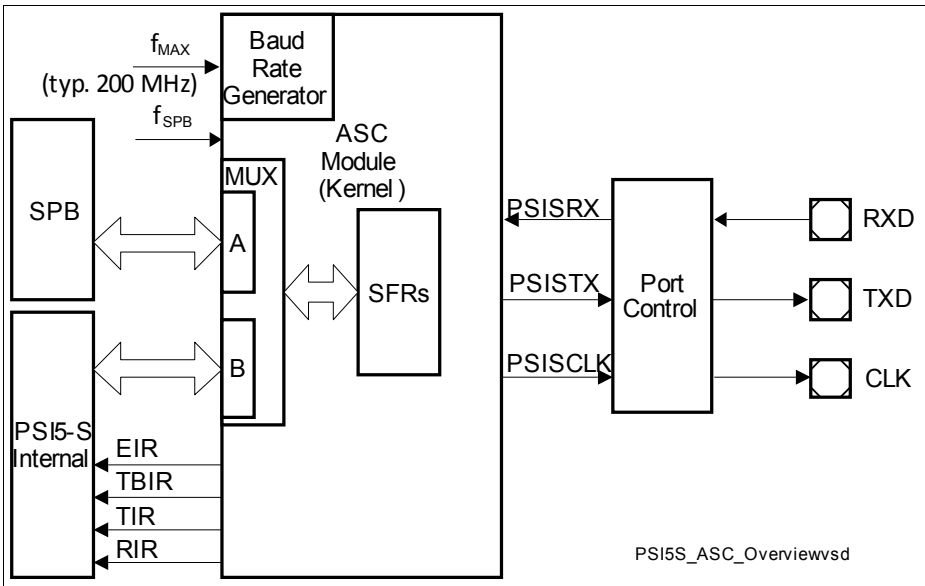 fMAX
(typ. 200 MHz)
fSPB
Baud
Rate
Generator
ASC
Module
(Kernel )
MUX
SPB
A
B
SFRs
PSI5-S
Internal
EIR
TBIR
TIR
RIR
PSISRX
PSISTX
PSISCLK
Port
Control
RXD
TXD
CLK
PSI5S_ASC_Overviewvsd